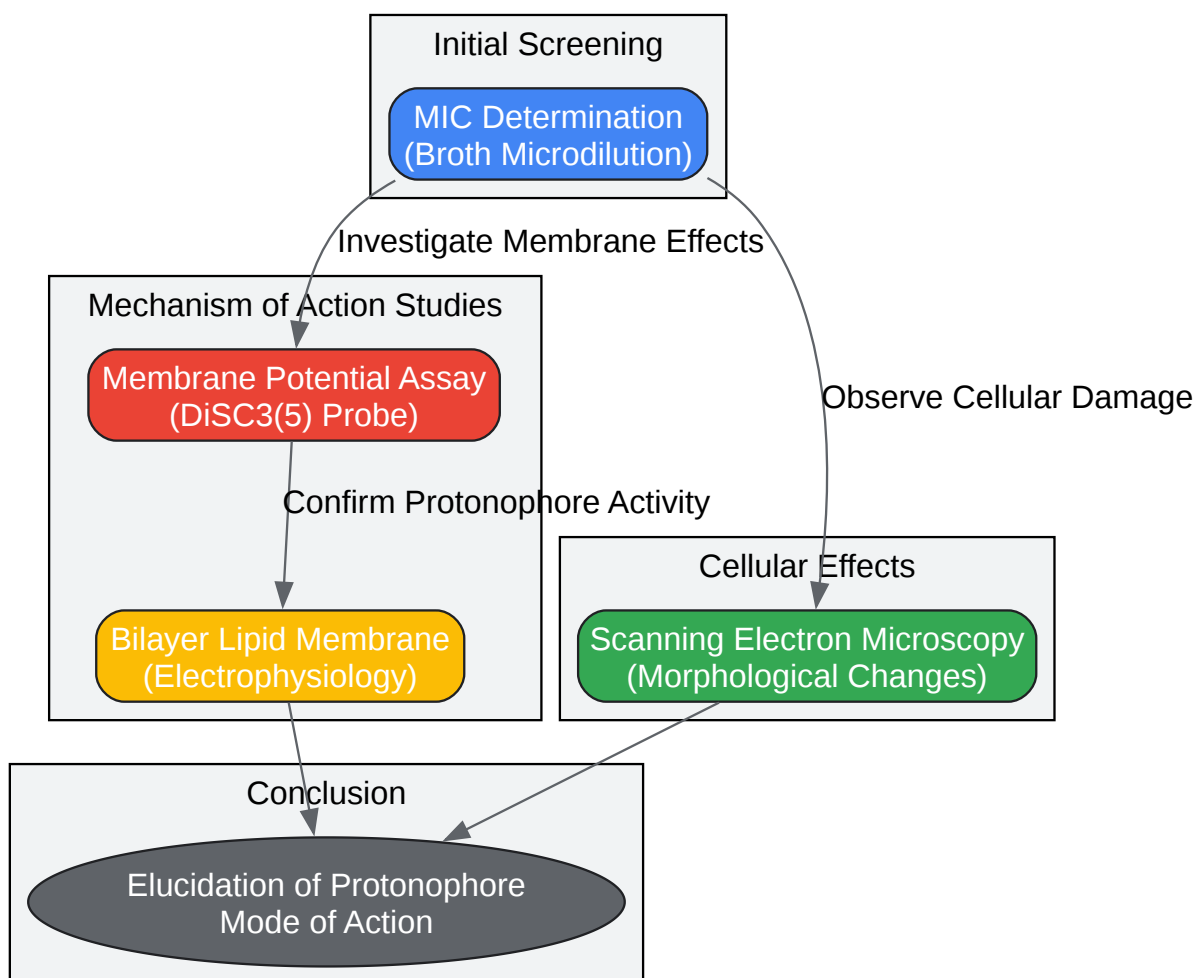 Initial Screening
MIC Determination
(Broth Microdilution)
Investigate Membrane Effects
Mechanism of Action Studies
Membrane Potential Assay
(DiSC3(5) Probe)
Observe Cellular Damage
Confirm Protonophore Activity
Cellular Effects
Bilayer Lipid Membrane
(Electrophysiology)
Scanning Electron Microscopy
(Morphological Changes)
Conclusion
Elucidation of Protonophore
Mode of Action